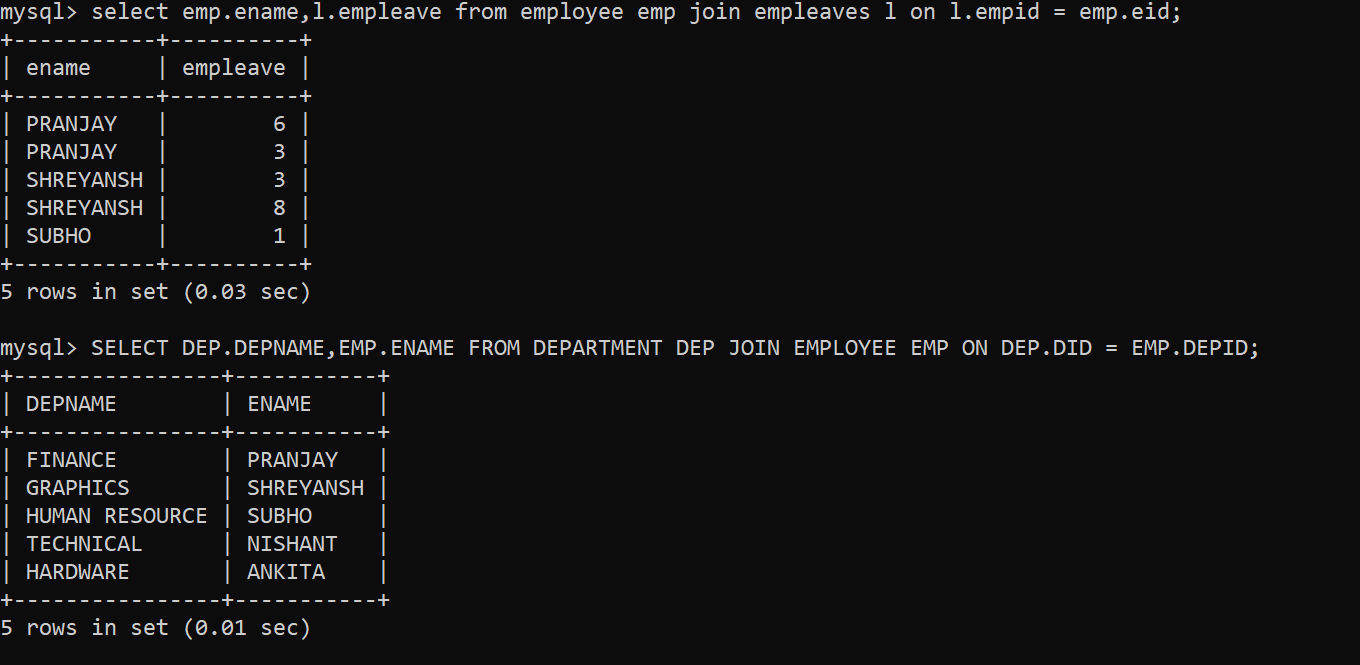 mysql> select emp.ename,l.empleave from employee emp join empleaves l on l.empid = emp.eid;
+-----------+----------+
| ename     | empleave |
+-----------+----------+
| PRANJAY   |        6 |
| PRANJAY   |        3 |
| SHREYANSH |        3 |
| SHREYANSH |        8 |
| SUBHO     |        1 |
+-----------+----------+
5 rows in set (0.03 sec)

mysql> SELECT DEP.DEPNAME,EMP.ENAME FROM DEPARTMENT DEP JOIN EMPLOYEE EMP ON DEP.DID = EMP.DEPID;
+----------------+-----------+
| DEPNAME        | ENAME     |
+----------------+-----------+
| FINANCE        | PRANJAY   |
| GRAPHICS       | SHREYANSH |
| HUMAN RESOURCE | SUBHO     |
| TECHNICAL      | NISHANT   |
| HARDWARE       | ANKITA    |
+----------------+-----------+
5 rows in set (0.01 sec)